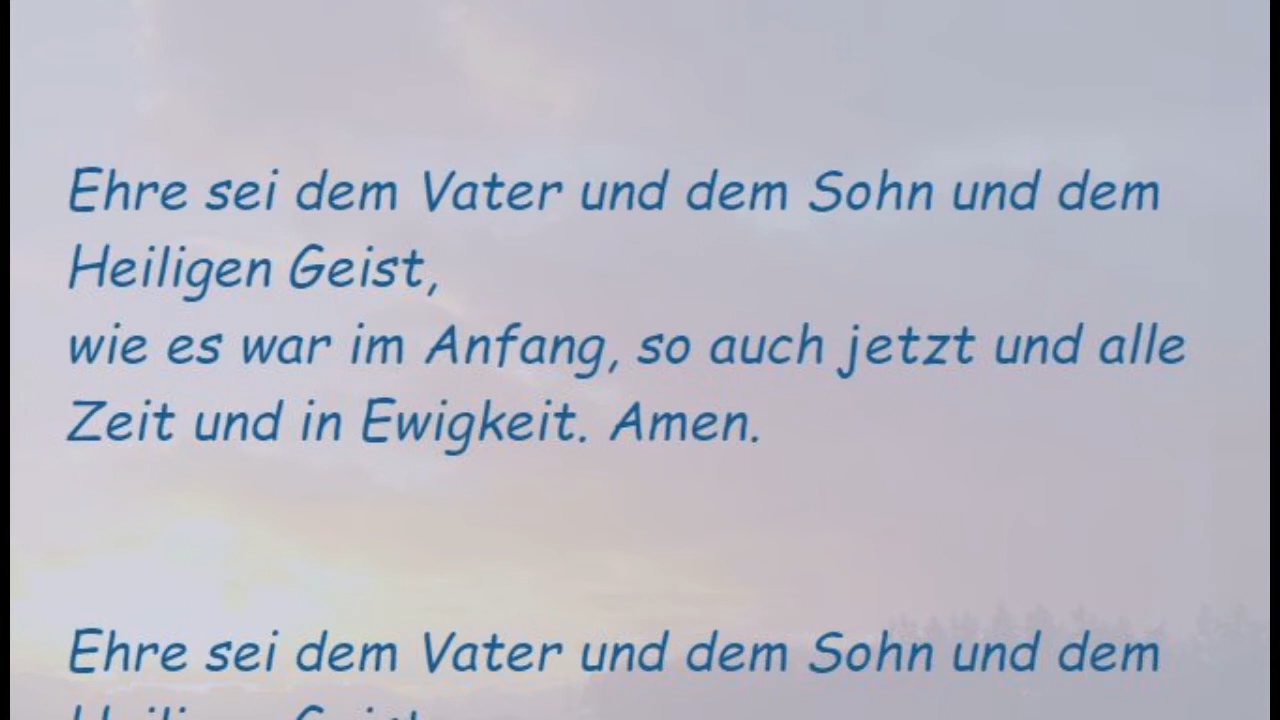 Ehre sei dem Vater und dem Sohn und dem
Heiligen Geist,
wie es war im Anfang, so auch jetzt und alle
Zeit und in Ewigkeit. Amen.
Ehre sei dem Vater und dem Sohn und dem